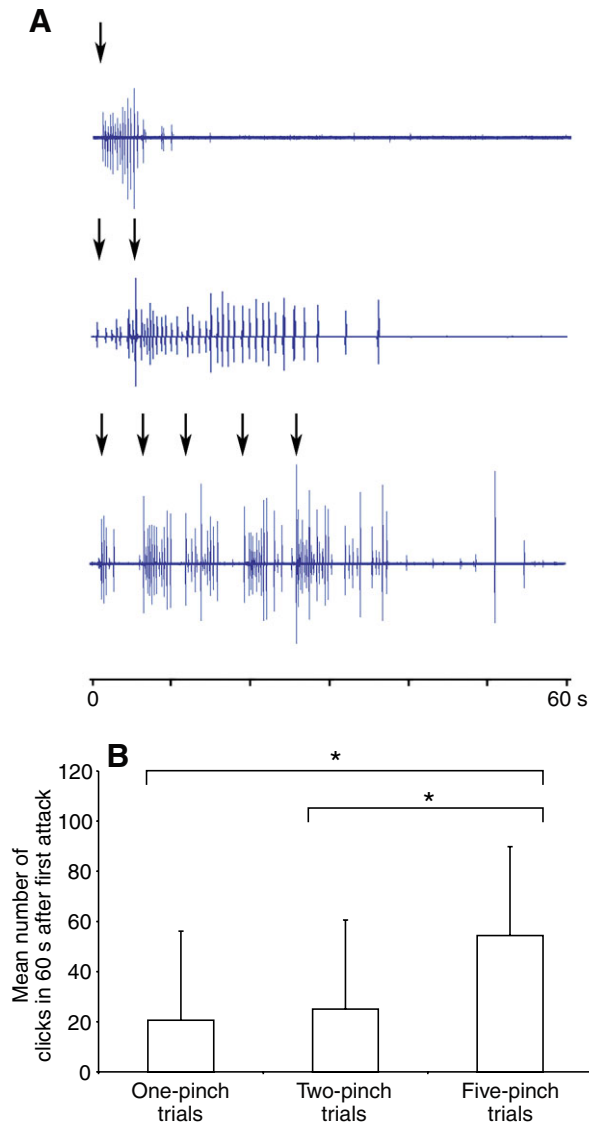 A
0
60 s
B
*
*
120
100
80
60
40
20
0
Mean number of
clicks in 60 s after first attack
One-pinch
trials
Two-pinch
trials
Five-pinch
trials